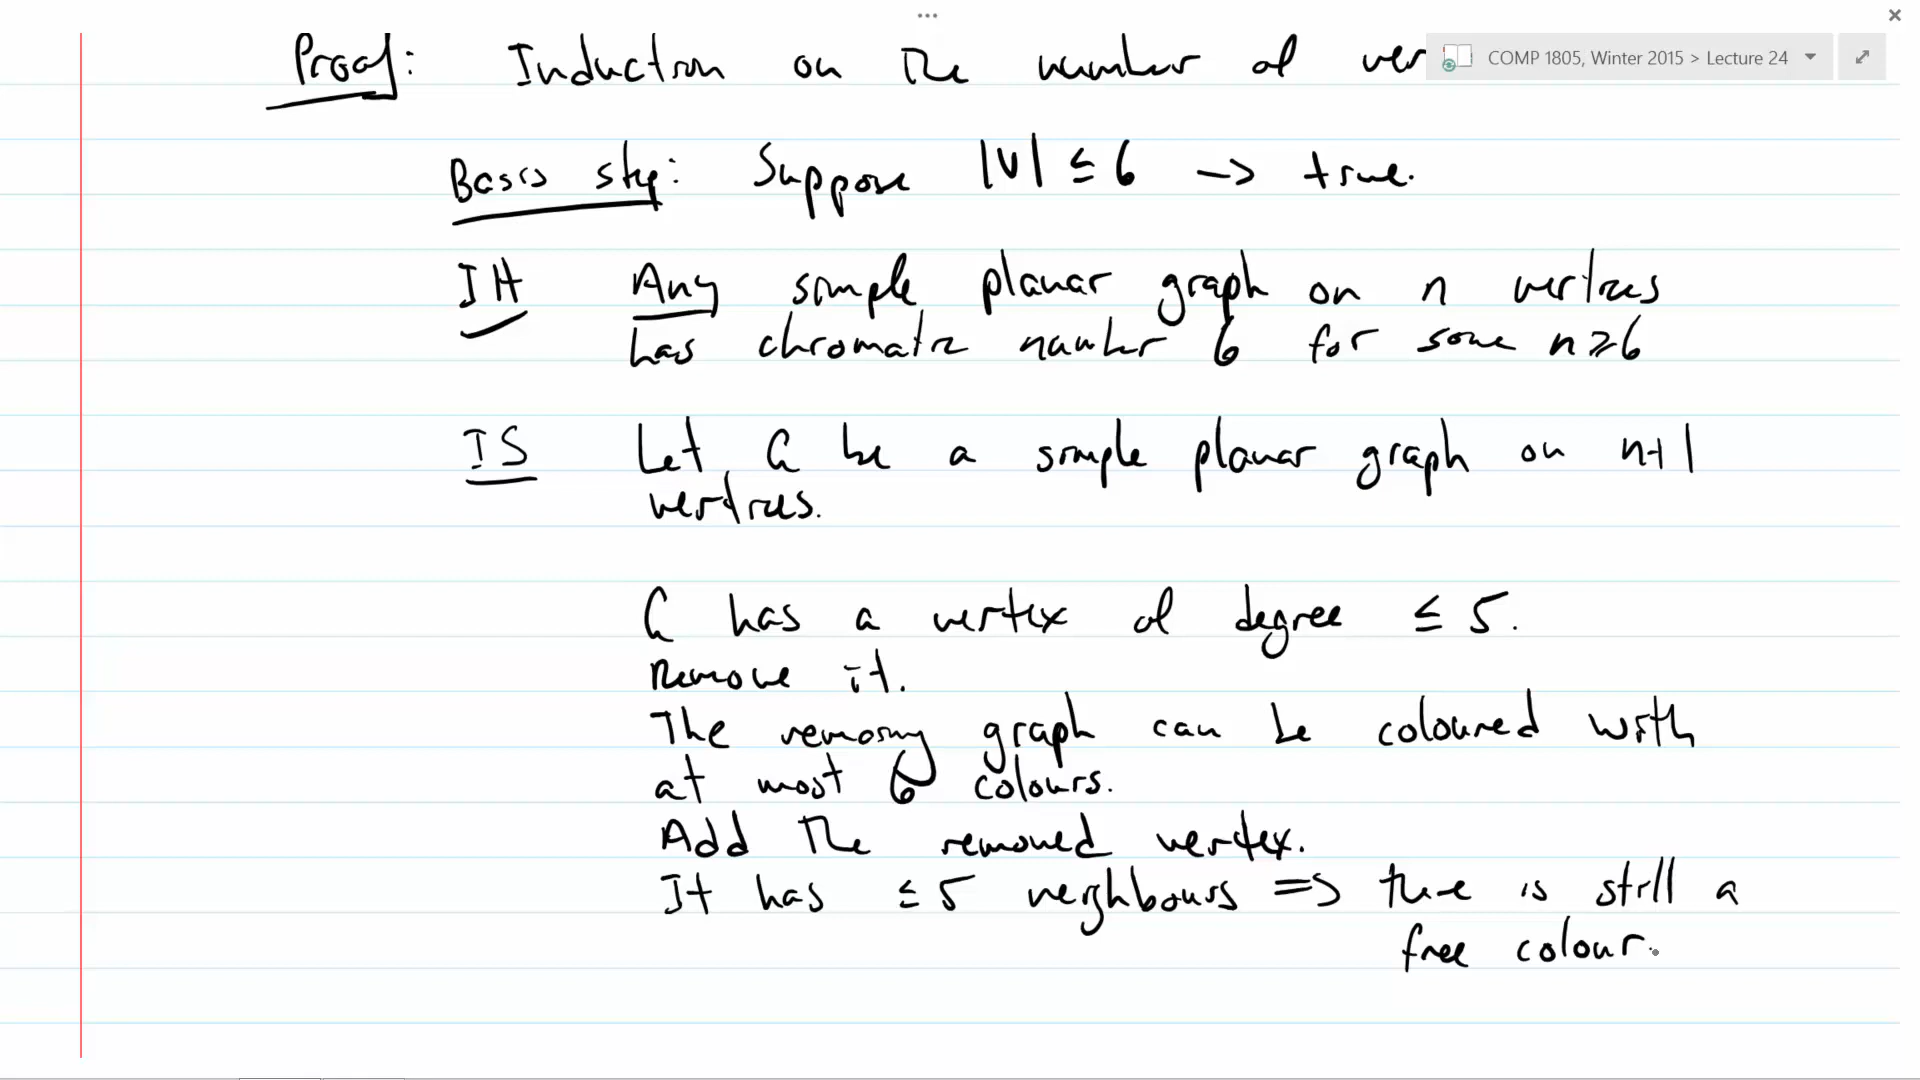 Proof: Induction on the number of ver
COMP 1805, Winter 2015 > Lecture 24
Basis step: Suppose |V| ≤ 6 -> true.
IH Any simple planar graph on n vertices
has chromatic number 6 for some n ≥ 6
IS Let G be a simple planar graph on n+1
vertices.
G has a vertex of degree ≤ 5.
Remove it.
The remaining graph can be coloured with
at most 6 colours.
Add the removed vertex.
It has ≤ 5 neighbours => there is still a
free colour.